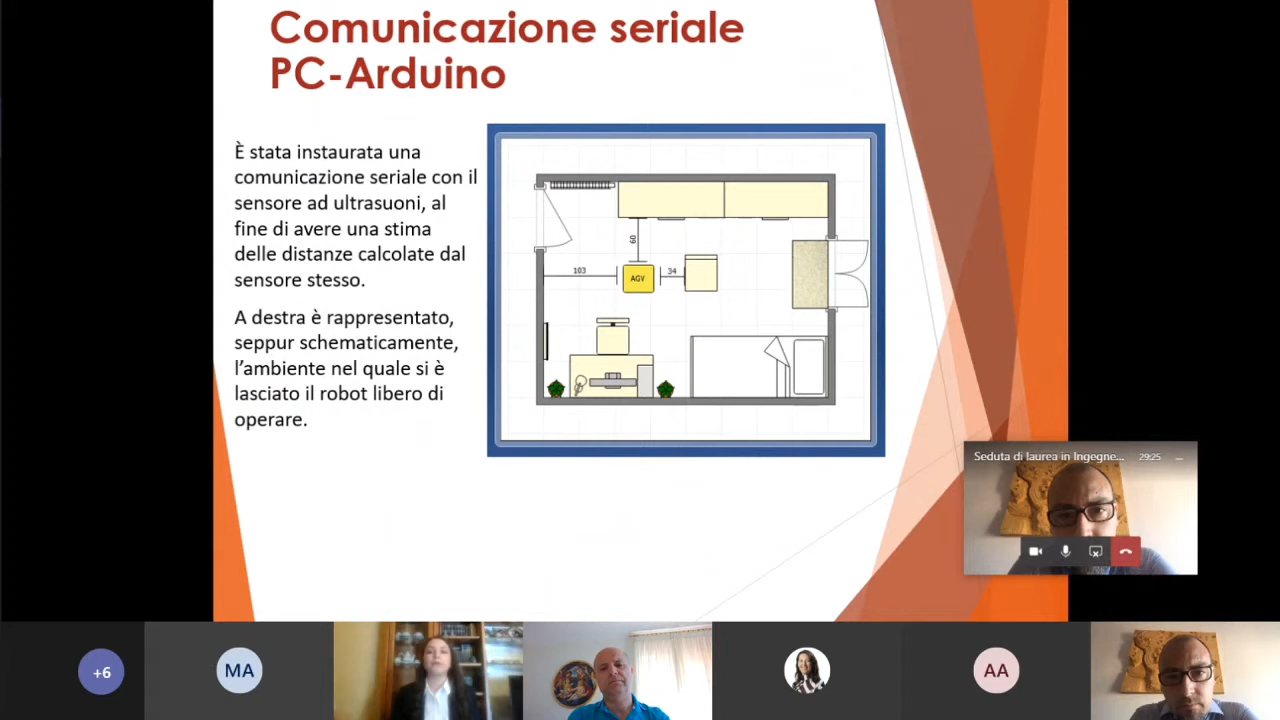 Comunicazione seriale
PC-Arduino
È stata instaurata una
comunicazione seriale con il
sensore ad ultrasuoni, al
fine di avere una stima
delle distanze calcolate dal
sensore stesso.
A destra è rappresentato,
seppur schematicamente,
l'ambiente nel quale si è
lasciato il robot libero di
operare.
60
103
AGV
34
Seduta di laurea in Ingegne...
29:25
+6
MA
AA